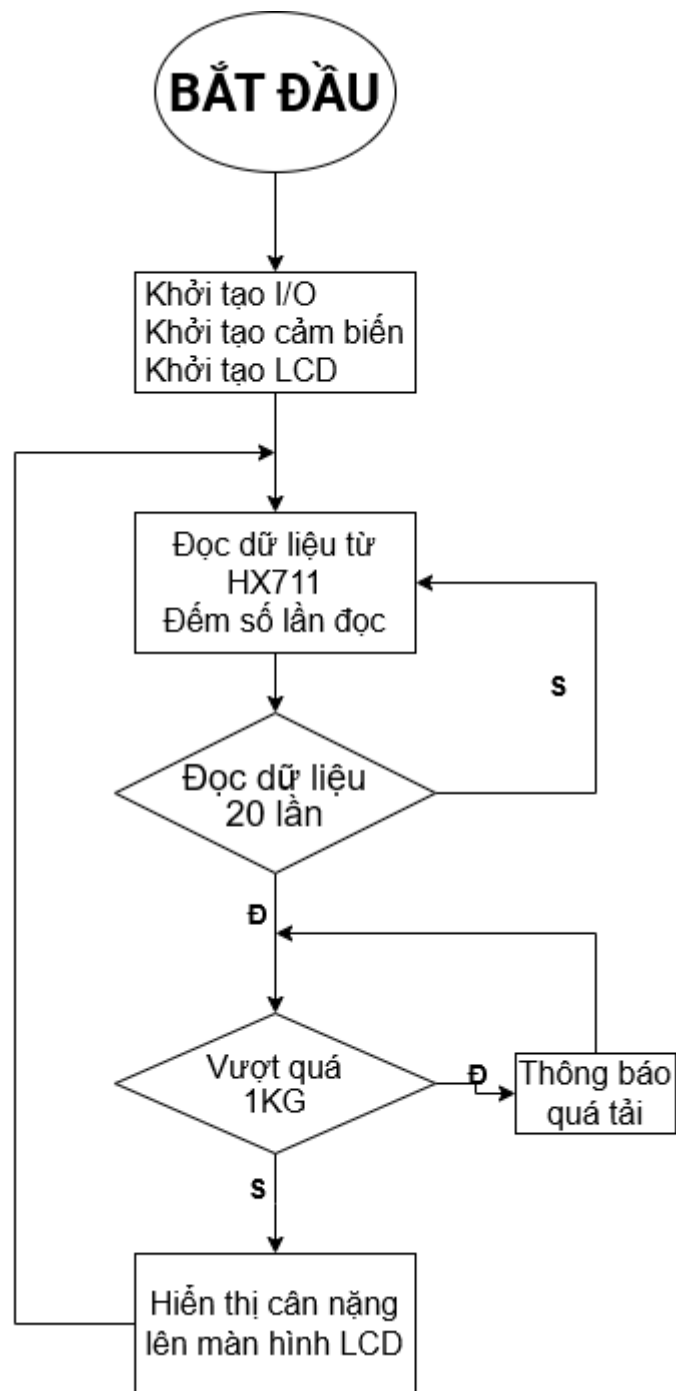 BẮT ĐẦU
Khởi tạo I/O
Khởi tạo cảm biến
Khởi tạo LCD
Đọc dữ liệu từ
HX711
Đếm số lần đọc
S
Đọc dữ liệu
20 lần
Đ
Vượt quá
1KG
Đ
Thông báo
quá tải
S
Hiển thị cân nặng
lên màn hình LCD